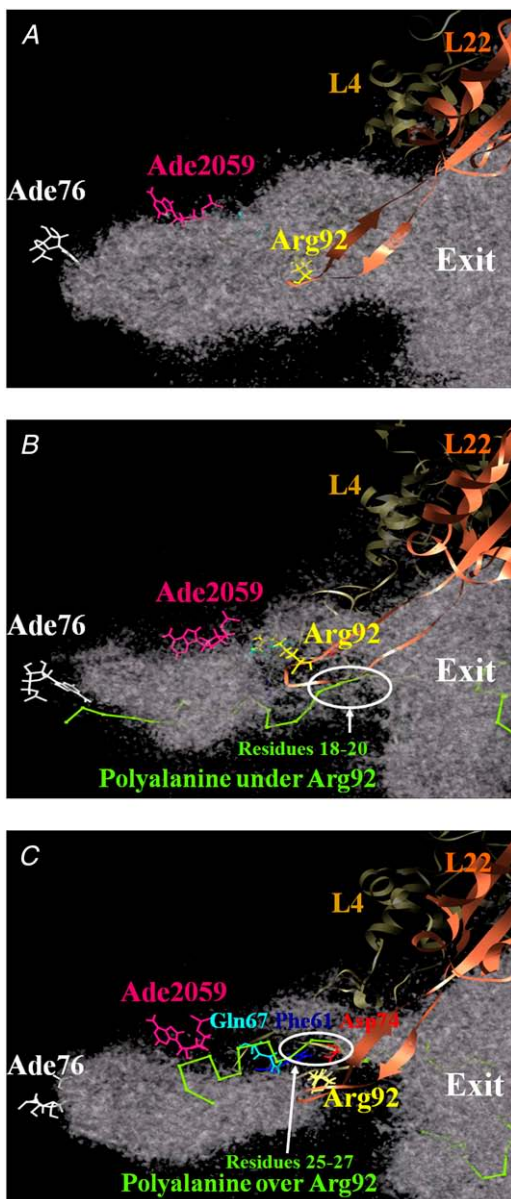 A
L22
L4
Ade2059
Ade76
Arg92
Exit
B
L22
L4
Ade2059
Ade76
Arg92
Exit
Residues 18-20
Polyalanine under Arg92
C
L22
L4
Ade2059
Gln67 Phe61 Asp74
Ade76
Arg92
Exit
Residues 25-27
Polyalanine over Arg92